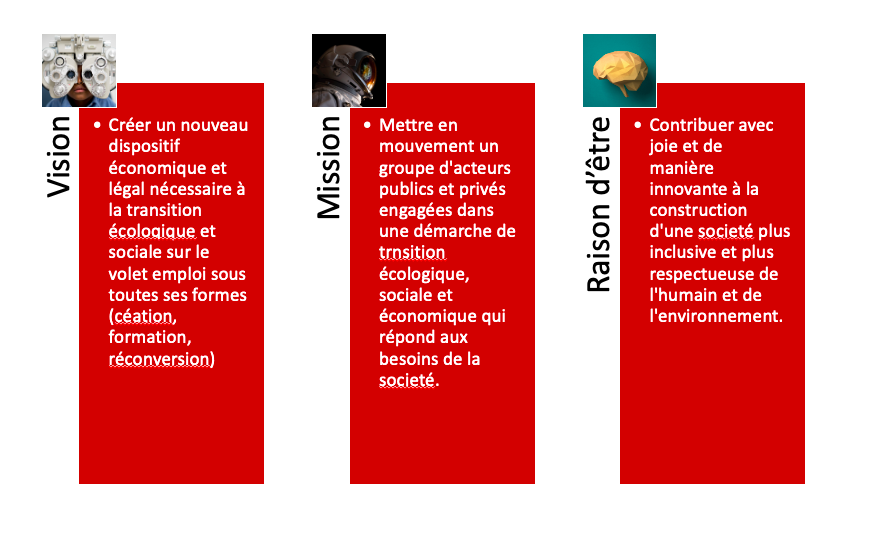 Vision
• Créer un nouveau
dispositif
économique et
légal nécessaire à
la transition
écologique et
sociale sur le
volet emploi sous
toutes ses formes
(céation,
formation,
réconversion)
Mission
• Mettre en
mouvement un
groupe d'acteurs
publics et privés
engagées dans
une démarche de
trnsition
écologique,
sociale et
économique qui
répond aux
besoins de la
societé.
Raison d’être
• Contribuer avec
joie et de
manière
innovante à la
construction
d'une societé plus
inclusive et plus
respectueuse de
l'humain et de
l'environnement.